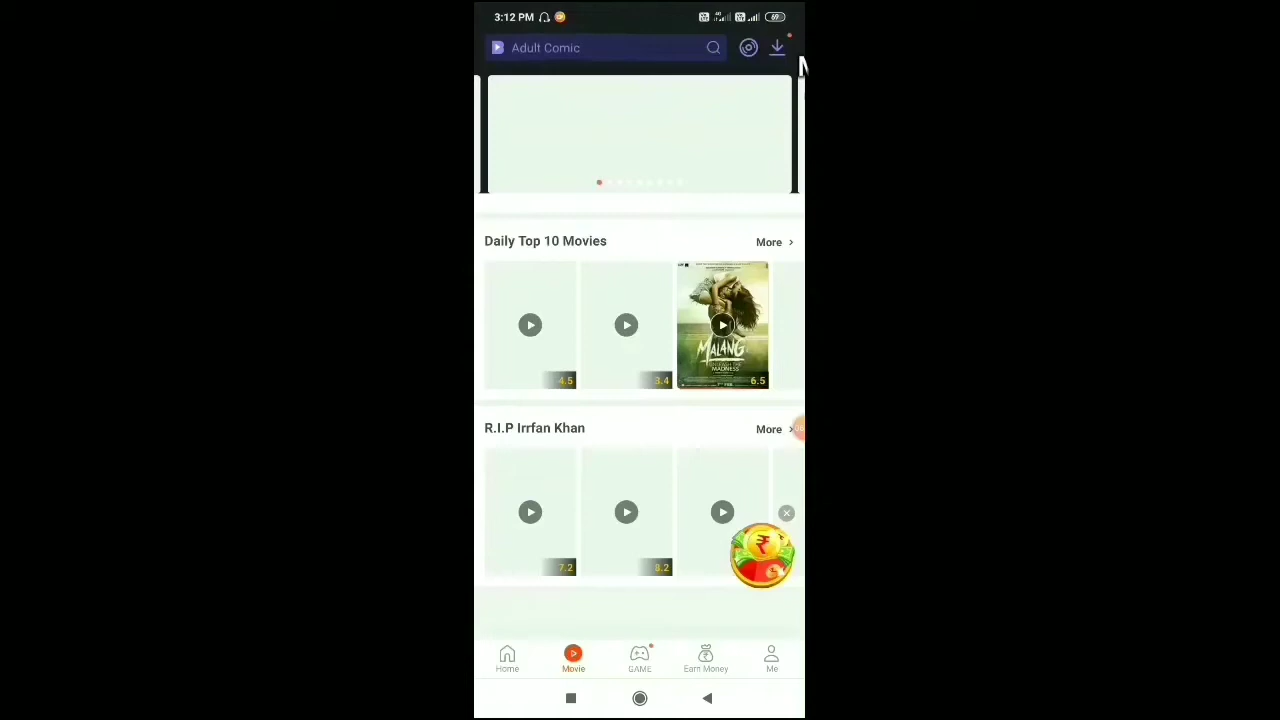 3:12 PM
69
Adult Comic
Daily Top 10 Movies
More >
4.5
3.4
MALANG
UNLEASH THE
MADNESS
6.5
R.I.P Irrfan Khan
More >
7.2
8.2
₹
Home
Movie
GAME
Earn Money
Me